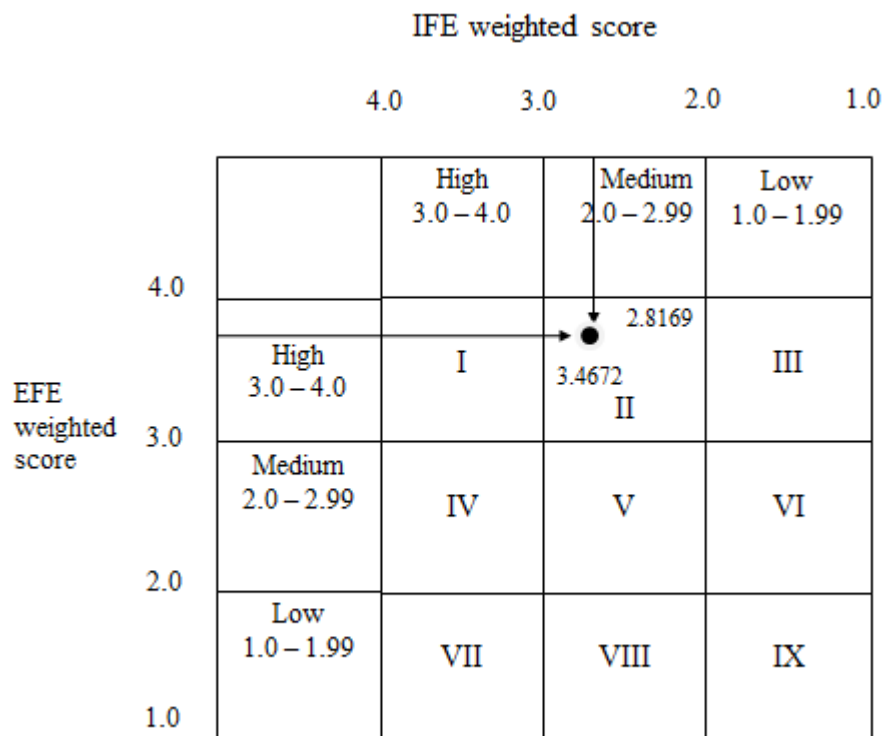 IFE weighted score
4.0 3.0 2.0 1.0
High Medium Low
3.0 – 4.0 2.0 – 2.99 1.0 – 1.99
4.0
2.8169
High I III
3.4672
3.0 – 4.0
EFE
II
weighted
3.0
score
Medium
2.0 – 2.99 IV V VI
2.0
Low
1.0 – 1.99 VII VIII IX
1.0